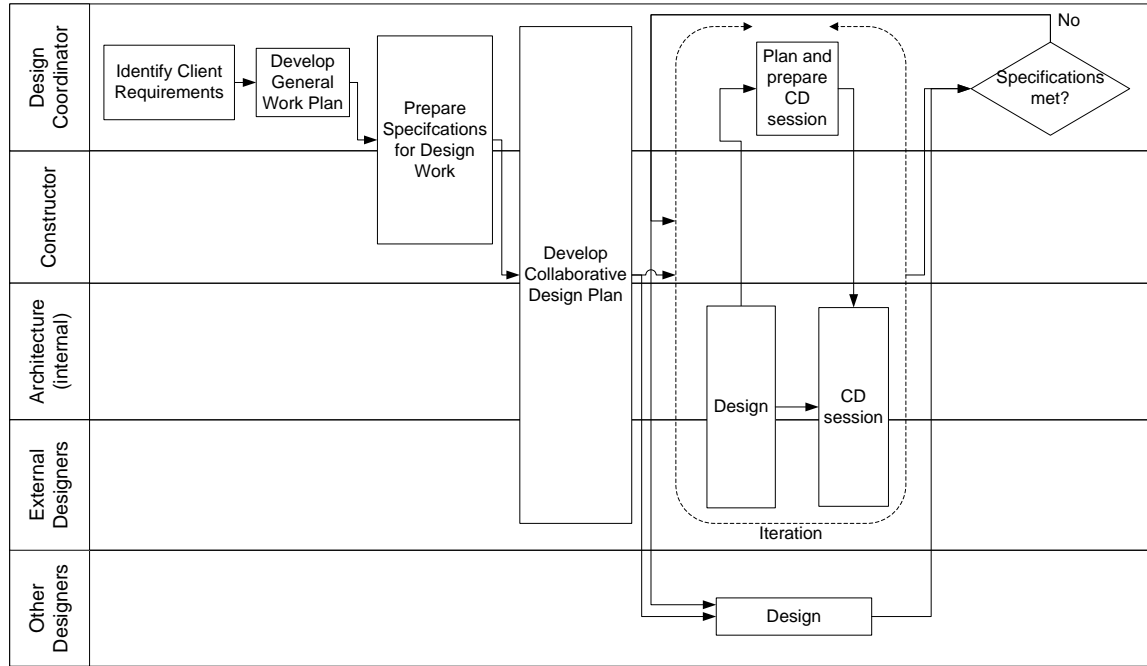 Design
Coordinator
Identify Client
Requirements
Develop
General
Work Plan
Prepare
Specifcations
for Design
Work
Develop
Collaborative
Design Plan
Plan and
prepare
CD
session
No
Specifications
met?
Constructor
Architecture
(internal)
Design
CD
session
External
Designers
Iteration
Other
Designers
Design